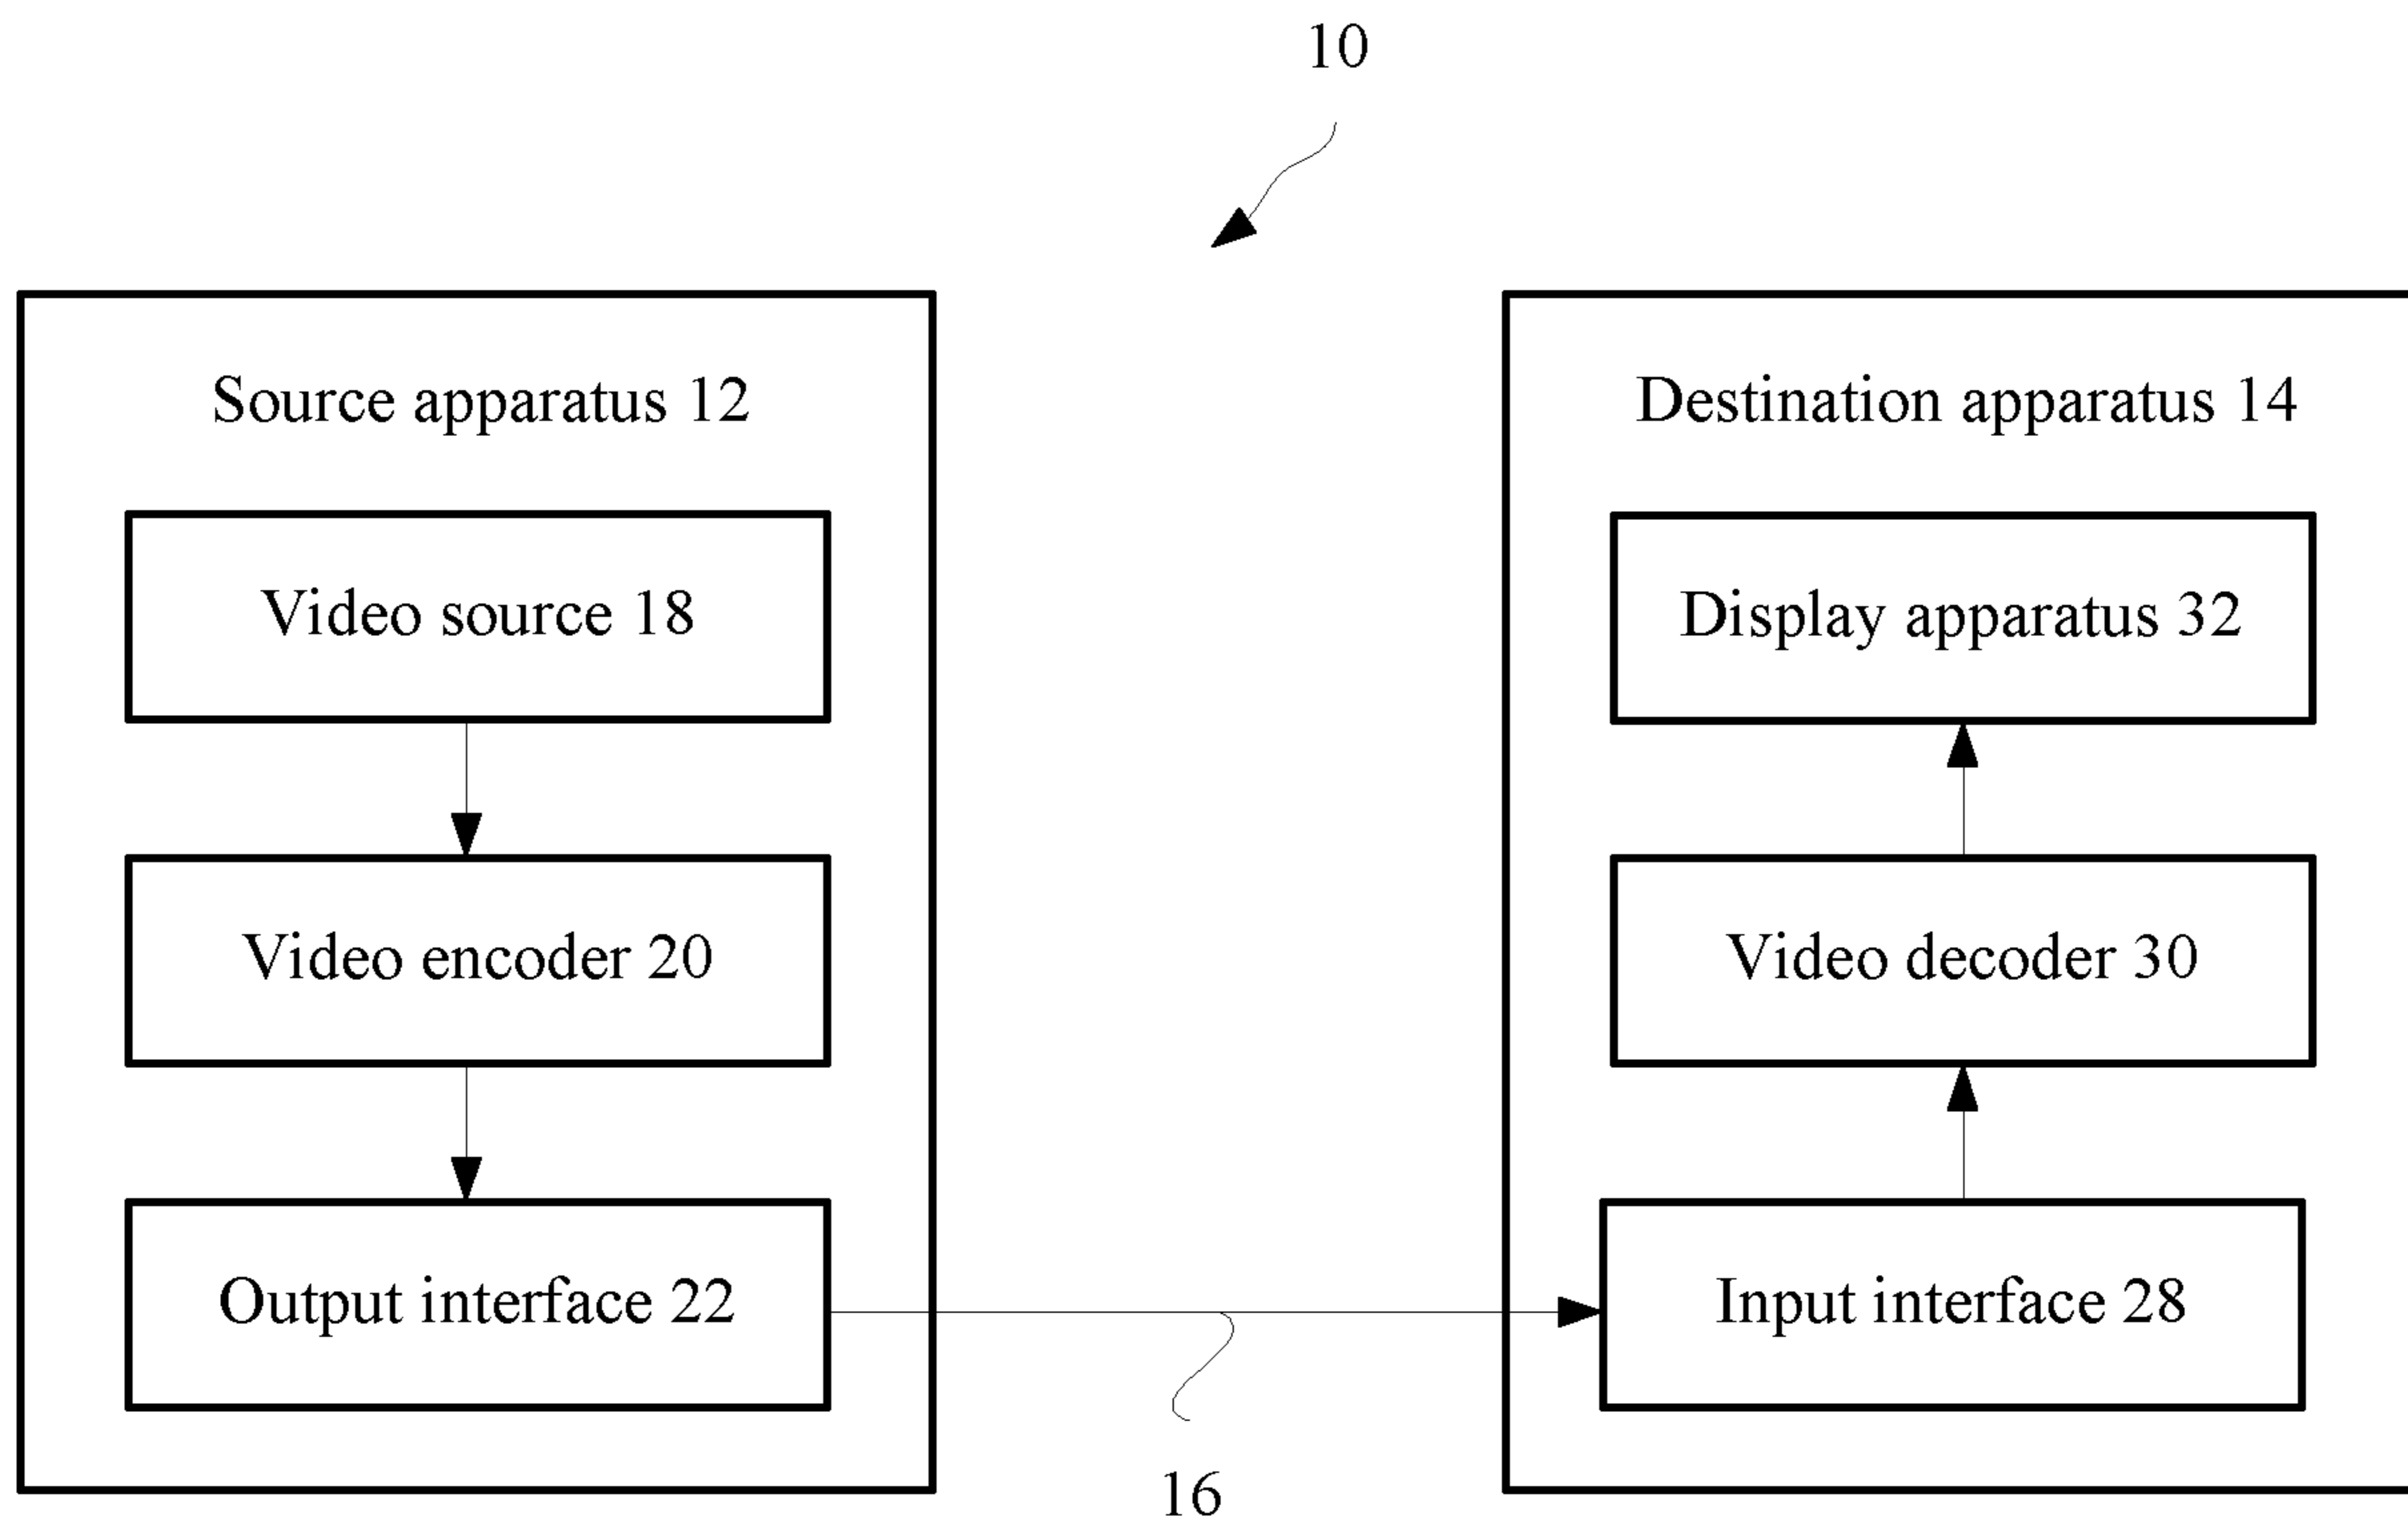 10
Source apparatus 12
Video source 18
Video encoder 20
Output interface 22
16
Destination apparatus 14
Display apparatus 32
Video decoder 30
Input interface 28